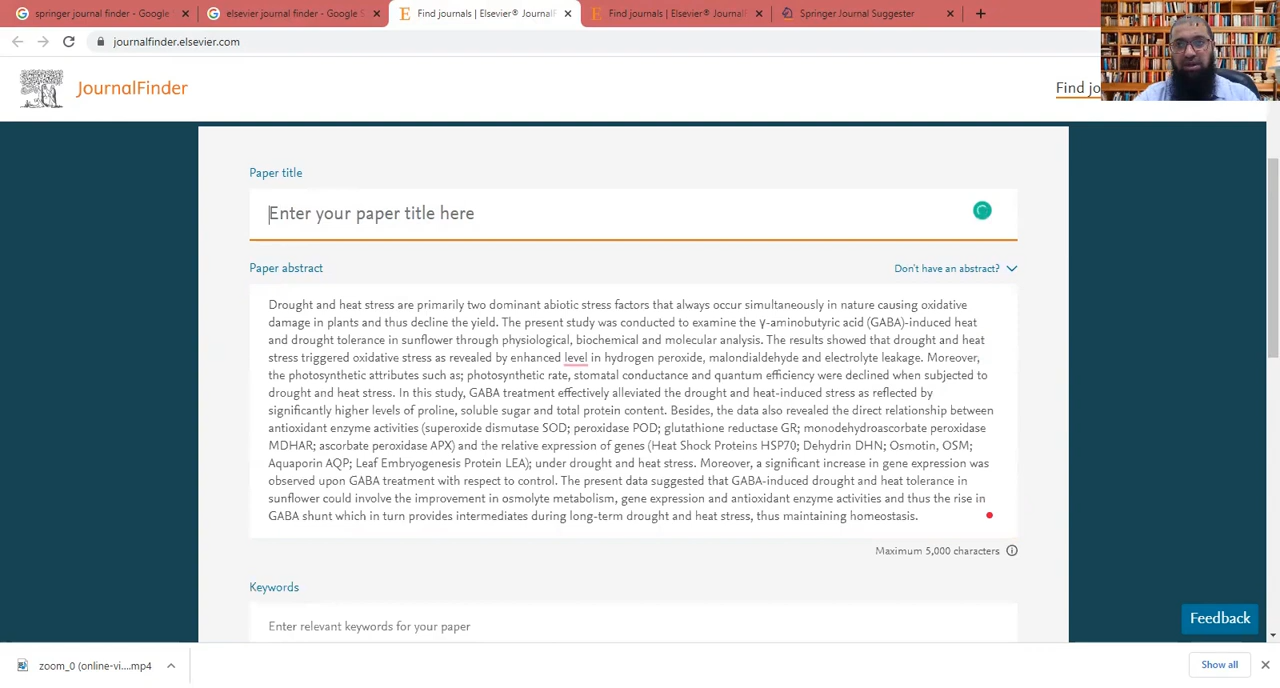 springer journal finder - Google
elsevier journal finder - Google S
Find journals | Elsevier® Journal
Find journals | Elsevier® Journal
Springer Journal Suggester
journalfinder.elsevier.com
JournalFinder
Find jo
Paper title
Enter your paper title here
Paper abstract
Don't have an abstract?
Drought and heat stress are primarily two dominant abiotic stress factors that always occur simultaneously in nature causing oxidative
damage in plants and thus decline the yield. The present study was conducted to examine the γ-aminobutyric acid (GABA)-induced heat
and drought tolerance in sunflower through physiological, biochemical and molecular analysis. The results showed that drought and heat
stress triggered oxidative stress as revealed by enhanced level in hydrogen peroxide, malondialdehyde and electrolyte leakage. Moreover,
the photosynthetic attributes such as; photosynthetic rate, stomatal conductance and quantum efficiency were declined when subjected to
drought and heat stress. In this study, GABA treatment effectively alleviated the drought and heat-induced stress as reflected by
significantly higher levels of proline, soluble sugar and total protein content. Besides, the data also revealed the direct relationship between
antioxidant enzyme activities (superoxide dismutase SOD; peroxidase POD; glutathione reductase GR; monodehydroascorbate peroxidase
MDHAR; ascorbate peroxidase APX) and the relative expression of genes (Heat Shock Proteins HSP70; Dehydrin DHN; Osmotin, OSM;
Aquaporin AQP; Leaf Embryogenesis Protein LEA); under drought and heat stress. Moreover, a significant increase in gene expression was
observed upon GABA treatment with respect to control. The present data suggested that GABA-induced drought and heat tolerance in
sunflower could involve the improvement in osmolyte metabolism, gene expression and antioxidant enzyme activities and thus the rise in
GABA shunt which in turn provides intermediates during long-term drought and heat stress, thus maintaining homeostasis.
Maximum 5,000 characters
Keywords
Enter relevant keywords for your paper
Feedback
zoom_0 (online-vi....mp4
Show all